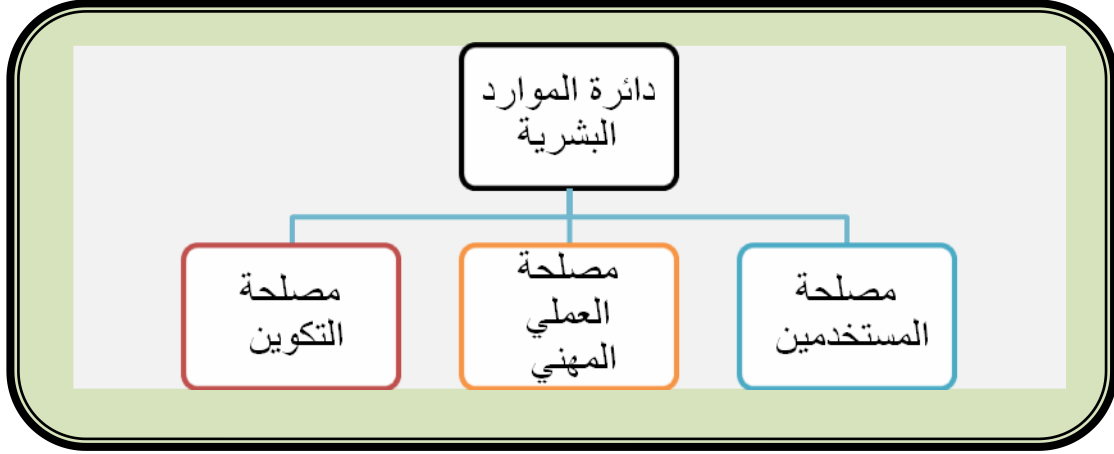 دائرة الموارد
البشرية
مصلحة
المستخدمين
مصلحة
العملي
المهني
مصلحة
التكوين